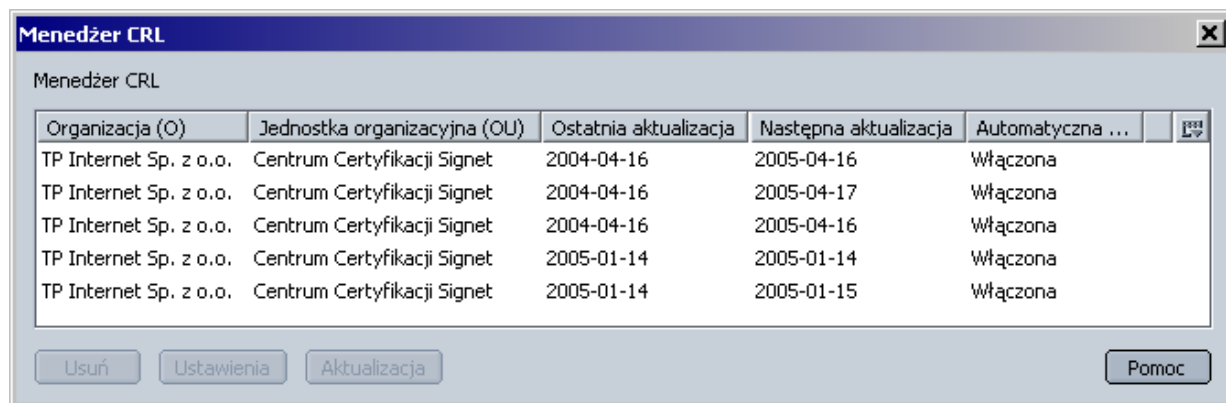 Menedżer CRL
Menedżer CRL
Organizacja (O) Jednostka organizacyjna (OU) Ostatnia aktualizacja Następna aktualizacja Automatyczna ...
TP Internet Sp. z o.o. Centrum Certyfikacji Signet 2004-04-16 2005-04-16 Włączona
TP Internet Sp. z o.o. Centrum Certyfikacji Signet 2004-04-16 2005-04-17 Włączona
TP Internet Sp. z o.o. Centrum Certyfikacji Signet 2004-04-16 2005-04-16 Włączona
TP Internet Sp. z o.o. Centrum Certyfikacji Signet 2005-01-14 2005-01-14 Włączona
TP Internet Sp. z o.o. Centrum Certyfikacji Signet 2005-01-14 2005-01-15 Włączona
Usuń Ustawienia Aktualizacja Pomoc